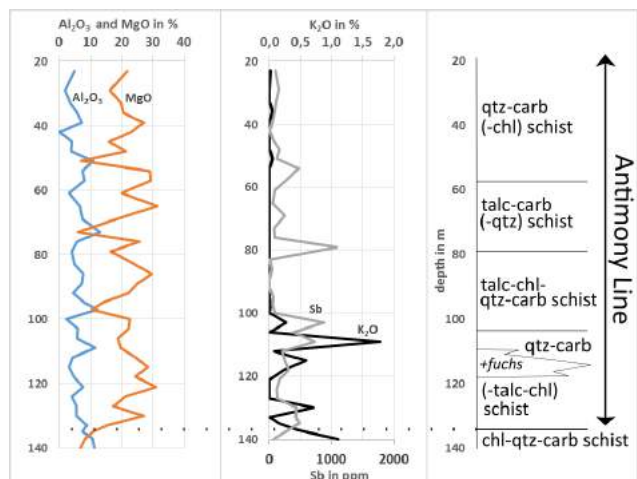 Al₂O₃ and MgO in %
0 10 20 30 40
20
40
60
80
100
120
140
Al₂O₃
MgO
K₂O in %
0,0 0,5 1,0 1,5 2,0
20
40
60
80
100
110
120
130
140
Sb
K₂O
0 1000 2000
Sb in ppm
20
40
60
80
100
120
140
depth in m
qtz-carb
(-chl) schist
talc-carb
(-qtz) schist
talc-chl-
qtz-carb schist
qtz-carb
+fuchs
(-talc-chl)
schist
chl-qtz-carb schist
Antimony Line